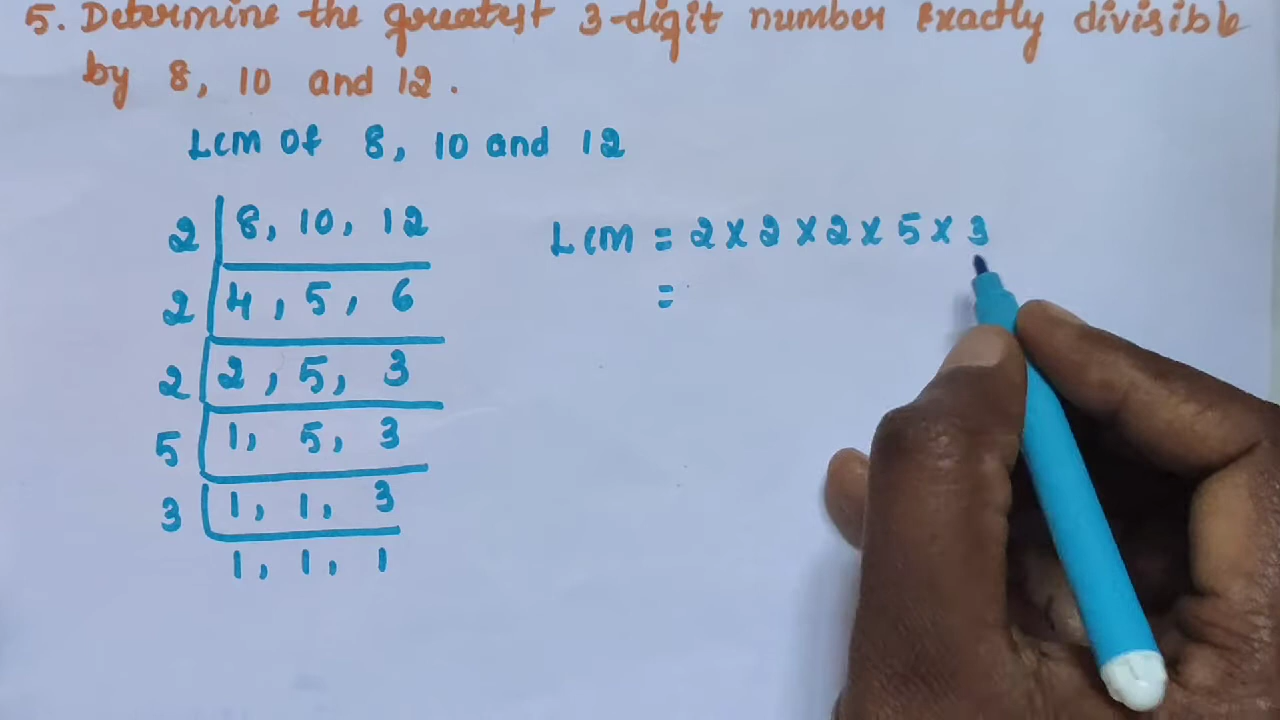 5. Determine the greatest 3-digit number Exactly divisible
by 8, 10 and 12.
LCM Of 8, 10 and 12
2 8, 10, 12
2 4, 5, 6
2 2, 5, 3
5 1, 5, 3
3 1, 1, 3
1, 1, 1
LCM = 2 x 2 x 2 x 5 x 3
=